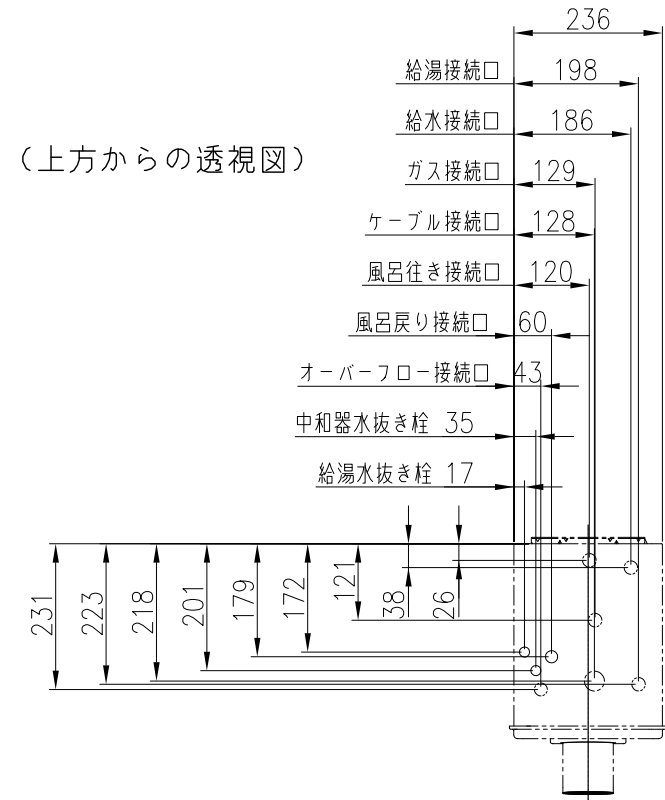 236
給湯接続口 198
給水接続口 186
(上方からの透視図)
ガス接続口 129
ケーブル接続口 128
風呂往き接続口 120
風呂戻り接続口 60
オーバーフロー接続口 43
中和器水抜き栓 35
給湯水抜き栓 17
231
223
218
201
179
172
121
38
26